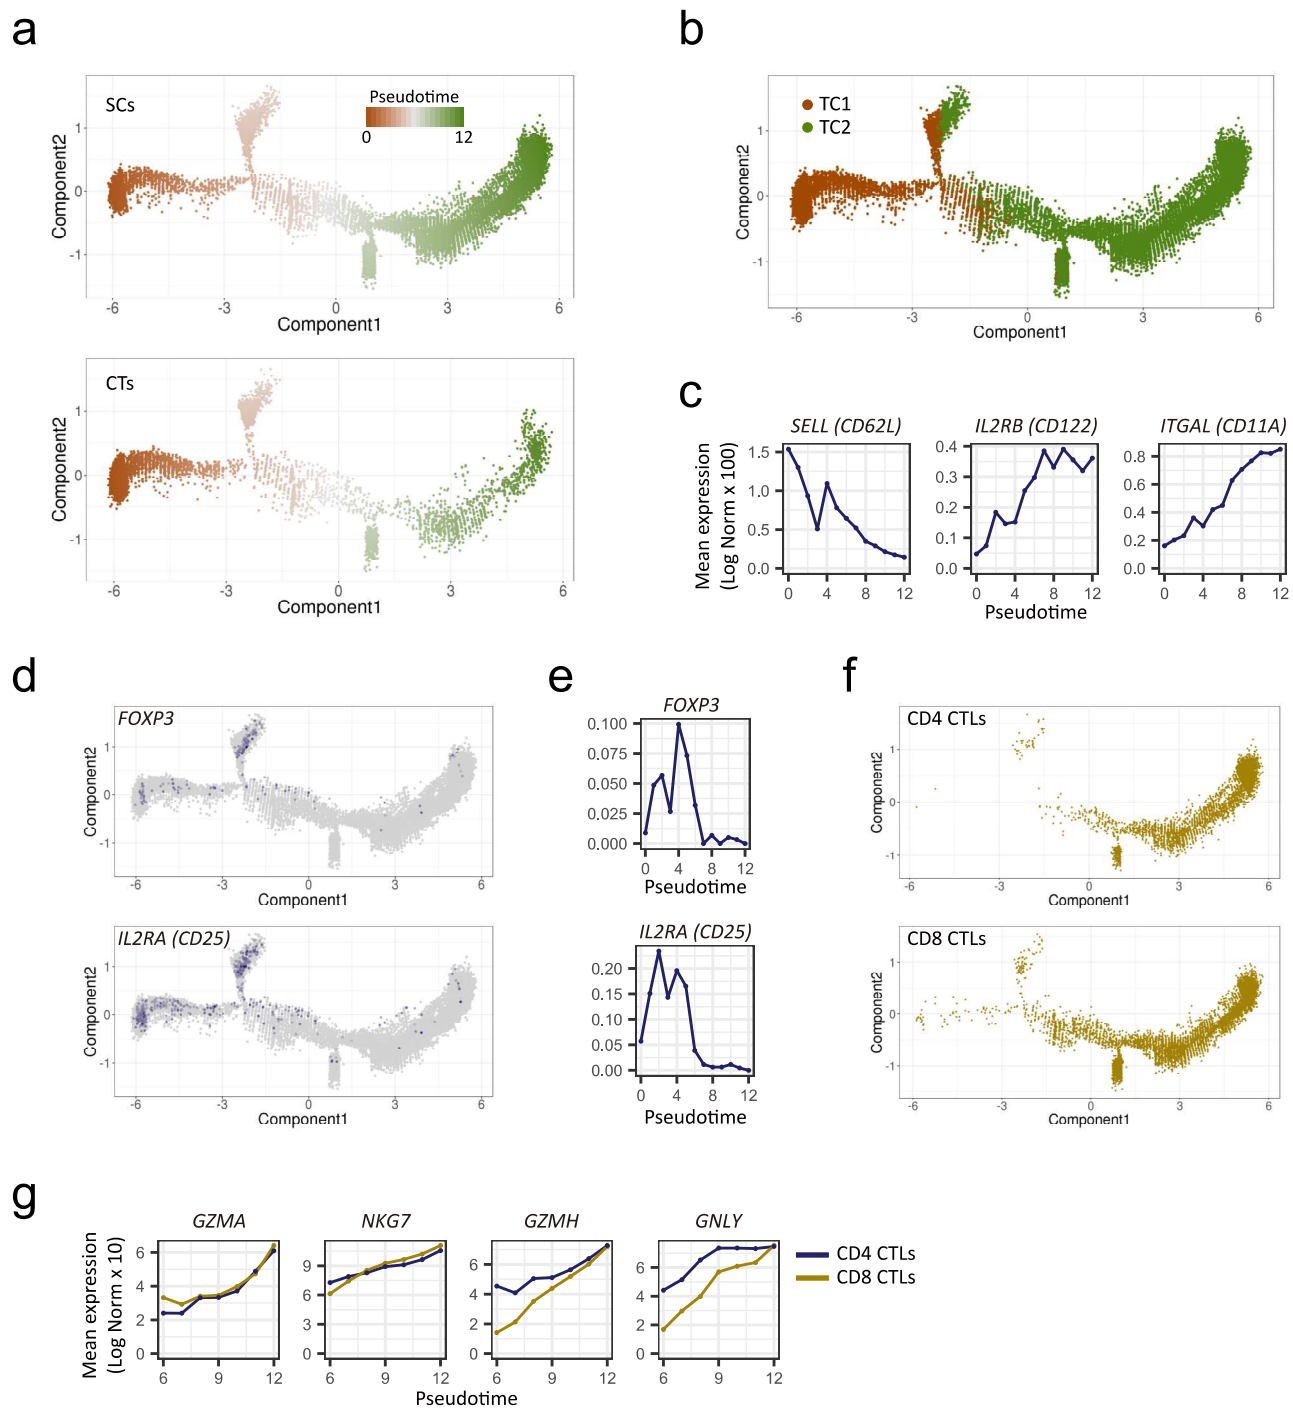 a
SCs
Pseudotime
0
12
Component2
1
0
-1
-6
-3
0
3
6
Component1
CTs
Component2
1
0
-1
-6
-3
0
3
6
Component1
b
TC1
TC2
Component2
1
0
-1
-6
-3
0
3
6
Component1
c
Mean expression
(Log Norm x 100)
SELL (CD62L)
1.5
1.0
0.5
0.0
0 4 8 12
IL2RB (CD122)
0.4
0.3
0.2
0.1
0.0
0 4 8 12
ITGAL (CD11A)
0.8
0.6
0.4
0.2
0.0
0 4 8 12
Pseudotime
d
FOXP3
Component2
1
0
-1
-6 -3 0 3 6
Component1
IL2RA (CD25)
Component2
1
0
-1
-6 -3 0 3 6
Component1
e
FOXP3
0.100
0.075
0.050
0.025
0.000
0 4 8 12
Pseudotime
IL2RA (CD25)
0.20
0.15
0.10
0.05
0.00
0 4 8 12
Pseudotime
f
CD4 CTLs
Component2
1
0
-1
-6 -3 0 3 6
Component1
CD8 CTLs
Component2
1
0
-1
-6 -3 0 3 6
Component1
g
Mean expression
(Log Norm x 10)
GZMA
6
4
2
0
6 9 12
NKG7
9
6
3
0
6 9 12
GZMH
6
4
2
0
6 9 12
GNLY
6
4
2
0
6 9 12
Pseudotime
CD4 CTLs
CD8 CTLs